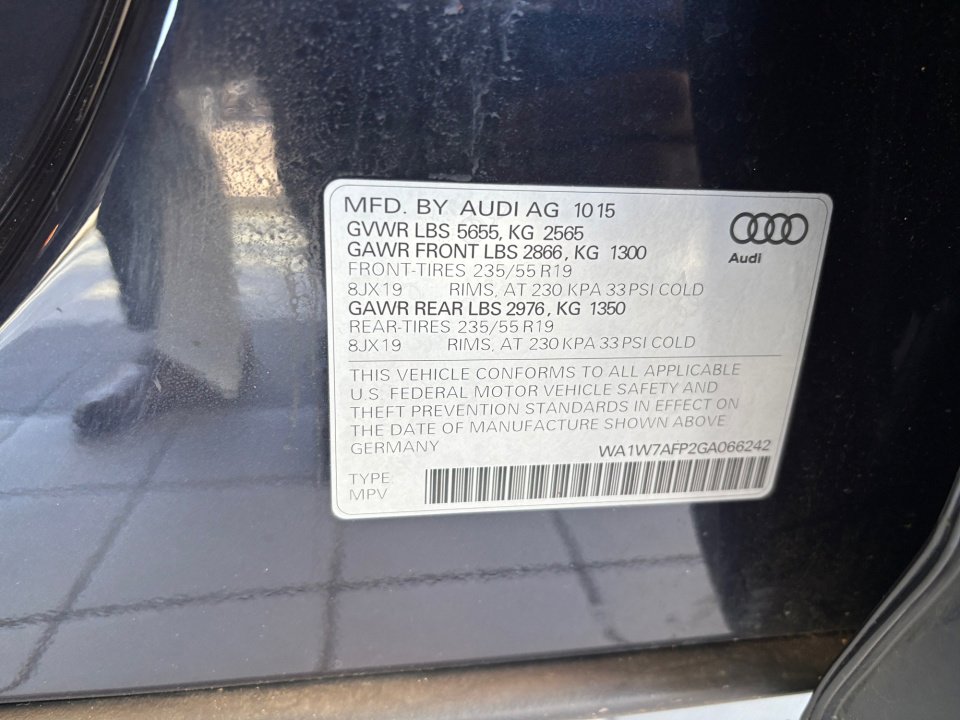 MFD. BY AUDI AG 10 15
GVWR LBS 5655, KG 2565
GAWR FRONT LBS 2866, KG 1300
FRONT-TIRES 235/55 R19
8JX19 RIMS, AT 230 KPA 33 PSI COLD
GAWR REAR LBS 2976, KG 1350
REAR-TIRES 235/55 R19
8JX19 RIMS, AT 230 KPA 33 PSI COLD
Audi
THIS VEHICLE CONFORMS TO ALL APPLICABLE
U.S. FEDERAL MOTOR VEHICLE SAFETY AND
THEFT PREVENTION STANDARDS IN EFFECT ON
THE DATE OF MANUFACTURE SHOWN ABOVE
GERMANY WA1W7AFP2GA066242
TYPE:
MPV